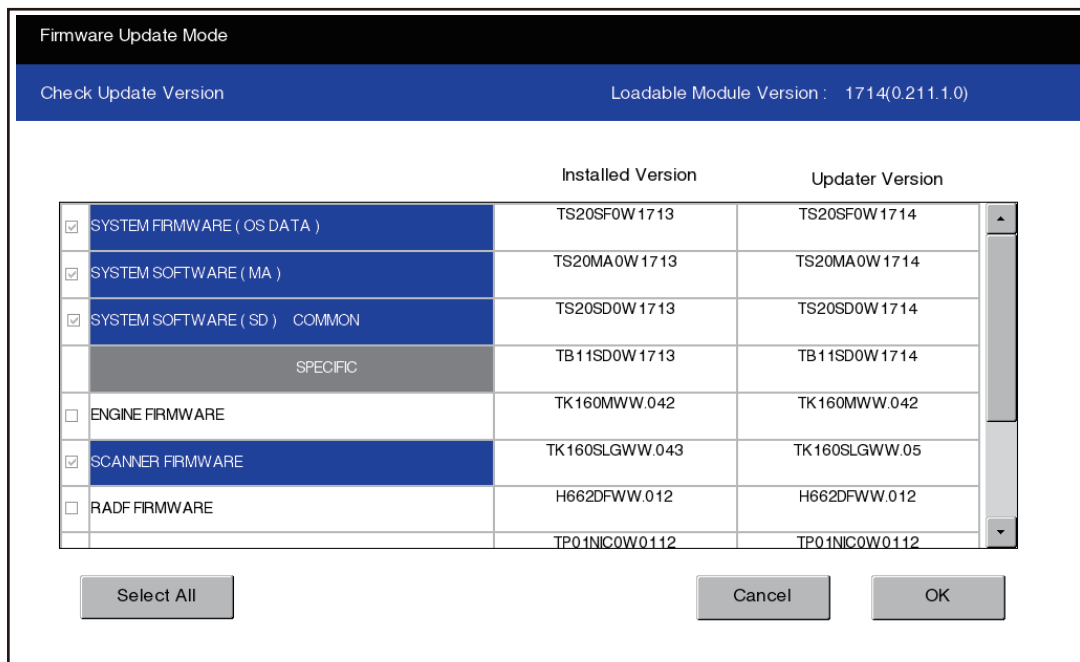 Firmware Update Mode
Check Update Version Loadable Module Version : 1714(0.211.1.0)
Installed Version Updater Version
SYSTEM FIRMWARE ( OS DATA ) TS20SF0W1713 TS20SF0W1714
SYSTEM SOFTWARE ( MA ) TS20MA0W1713 TS20MA0W1714
SYSTEM SOFTWARE ( SD ) COMMON TS20SD0W1713 TS20SD0W1714
SPECIFIC TB11SD0W1713 TB11SD0W1714
ENGINE FIRMWARE TK160MWW.042 TK160MWW.042
SCANNER FIRMWARE TK160SLGWW.043 TK160SLGWW.05
RADF FIRMWARE H662DFWW.012 H662DFWW.012
TP01NIC0W0112 TP01NIC0W0112
Select All Cancel OK